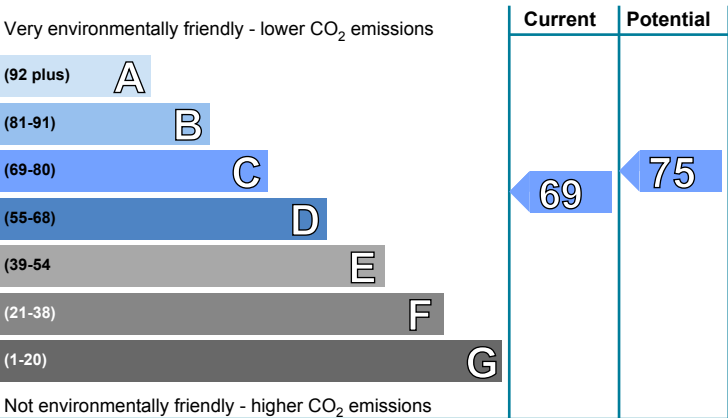 Very environmentally friendly - lower CO2 emissions
Current
Potential
(92 plus) A
(81-91) B
(69-80) C
(55-68) D
(39-54 E
(21-38) F
(1-20) G
69
75
Not environmentally friendly - higher CO2 emissions